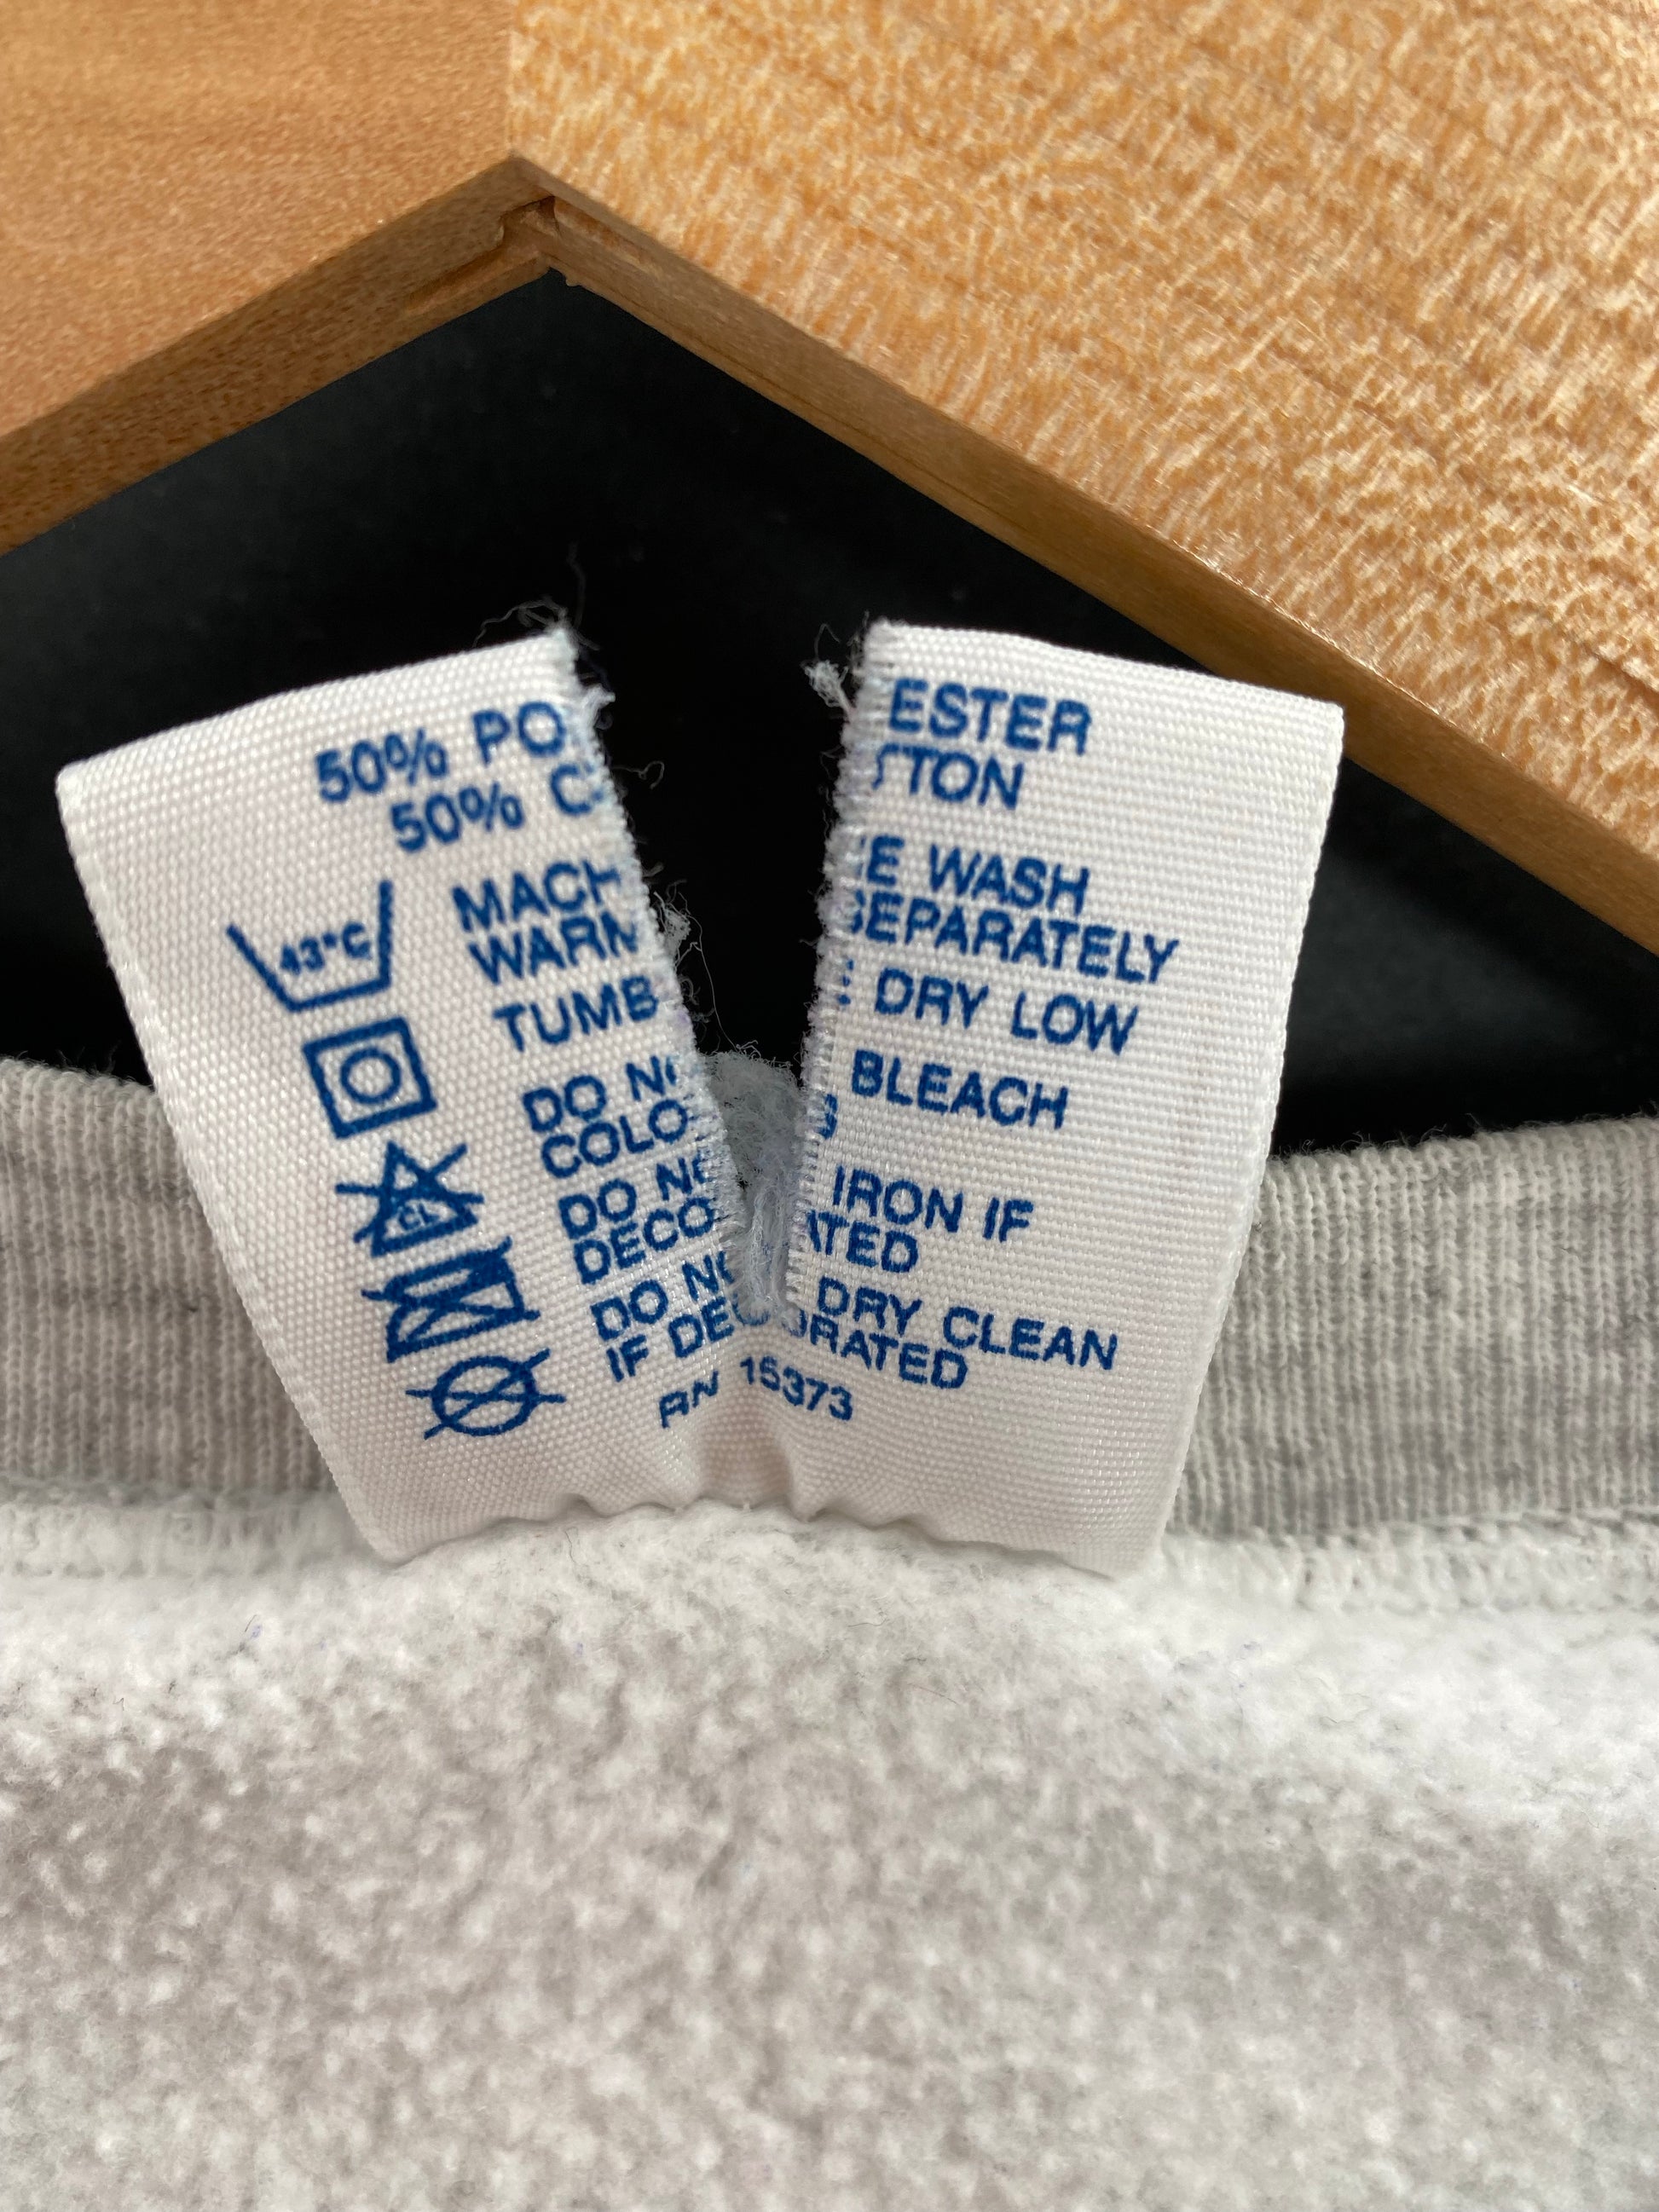 50% PO ESTER
50% C TTON
MACH E WASH
WARM SEPARATELY
43°C
TUMB E DRY LOW
DO NO BLEACH
COLO S
CL
DO NO IRON IF
DECO ATED
DO NO DRY CLEAN
IF DECORATED
RN 15373